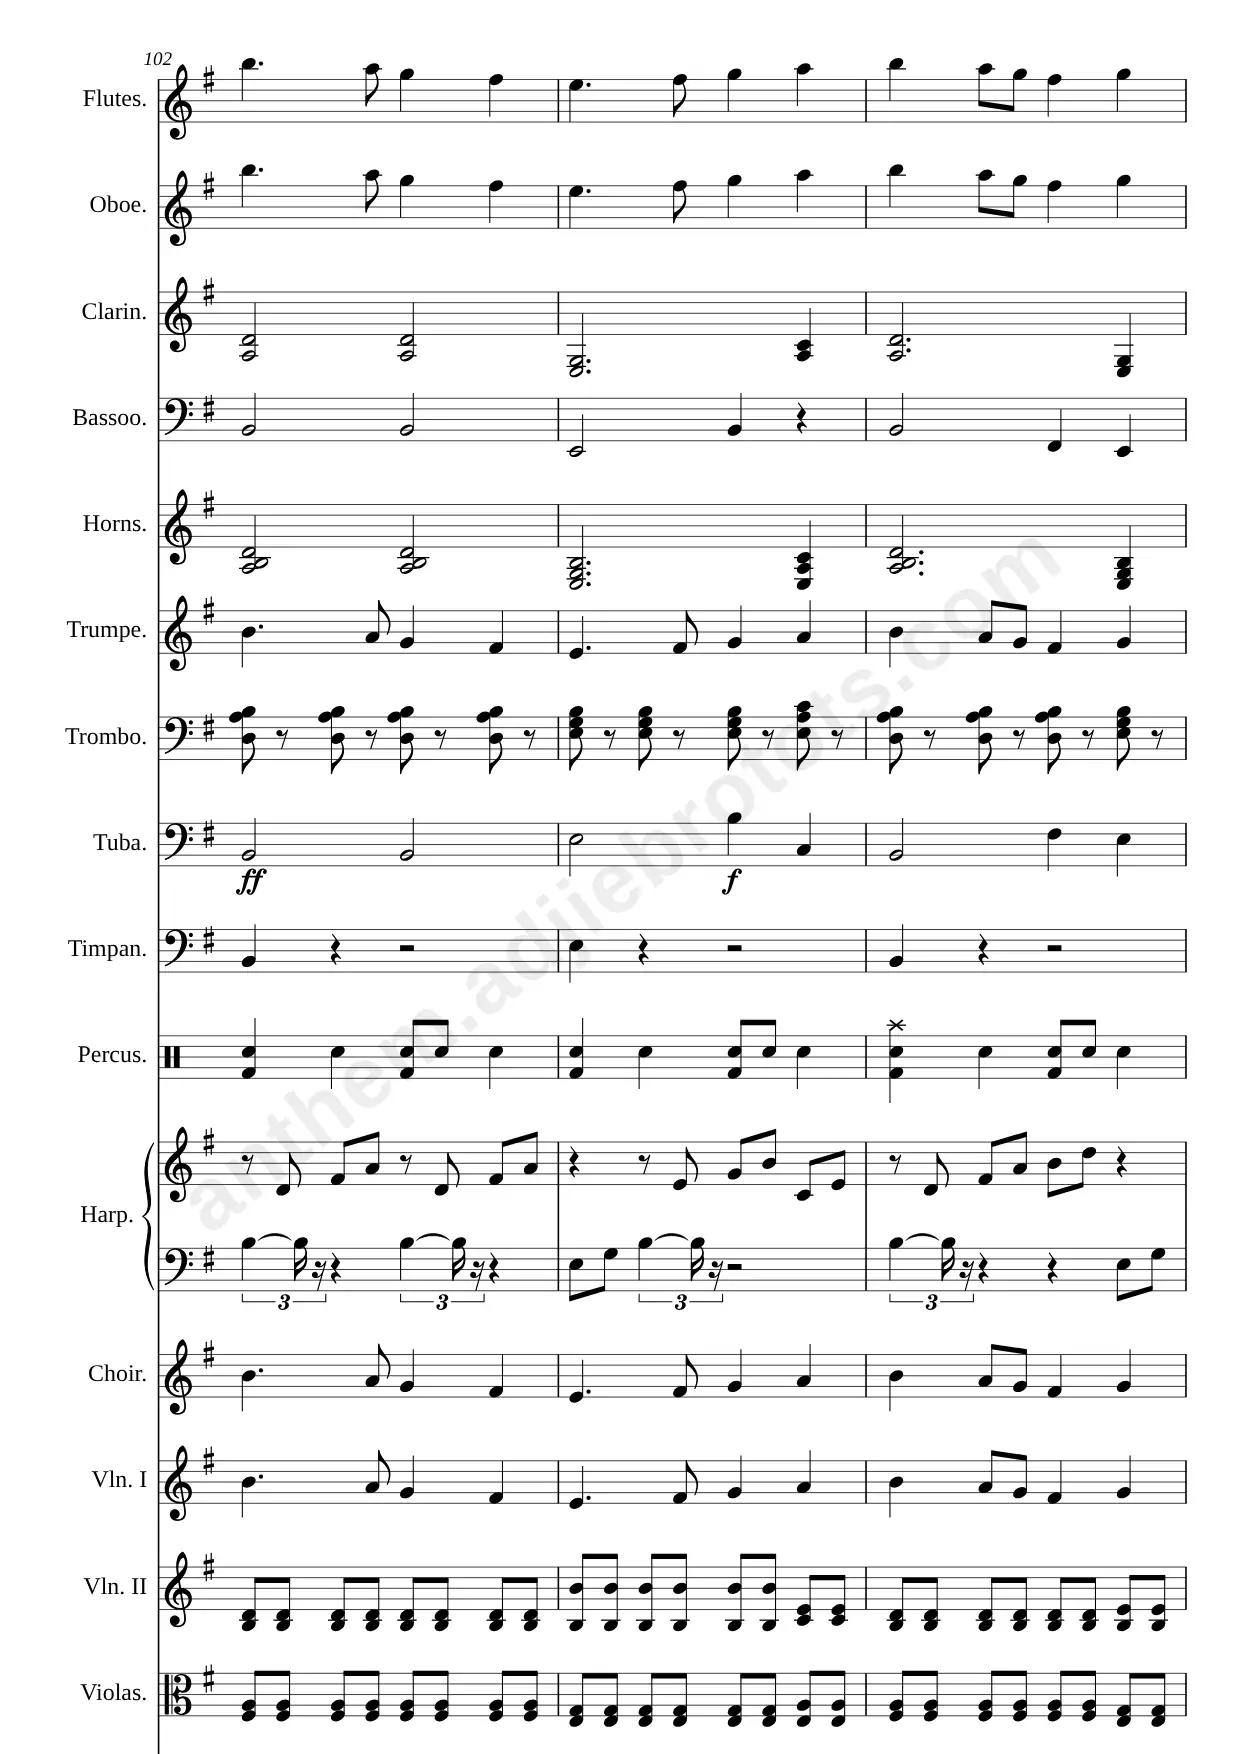 102
Flutes.
Oboe.
Clarin.
Bassoo.
Horns.
Trumpe.
Trombo.
Tuba.
ff
f
Timpan.
Percus.
Harp.
3 3 3 3
Choir.
Vln. I
Vln. II
Violas.
anthem.adjiebrotots.com